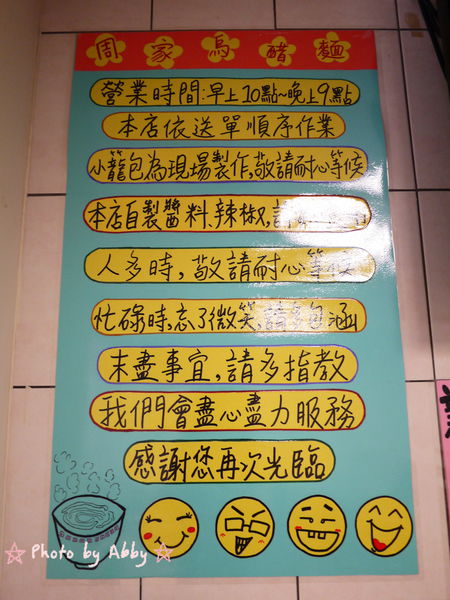 周家烏醋麵
營業時間:早上10點~晚上9點
本店依送單順序作業
小籠包為現場製作,敬請耐心等候
本店自製醬料、辣椒,請
人多時,敬請耐心等候
忙碌時,忘了微笑,請多包涵
未盡事宜,請多指教
我們會盡心盡力服務
感謝您再次光臨
☆ Photo by Abby ☆